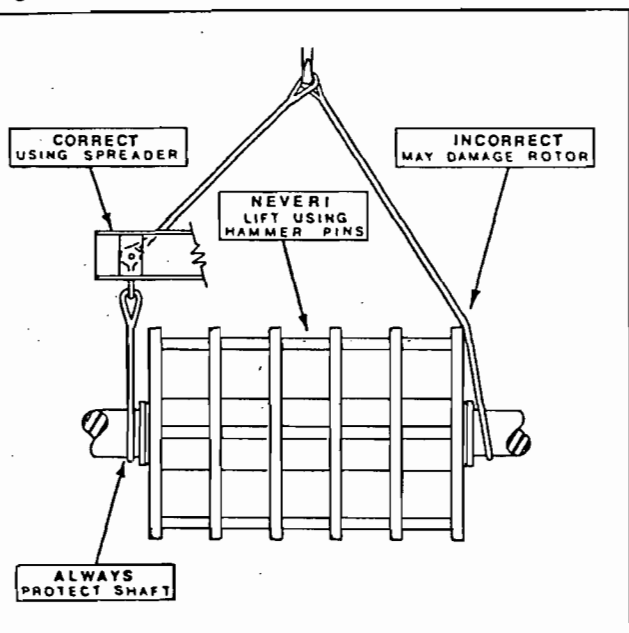 CORRECT
USING SPREADER
INCORRECT
MAY DAMAGE ROTOR
NEVER!
LIFT USING
HAMMER PINS
ALWAYS
PROTECT SHAFT